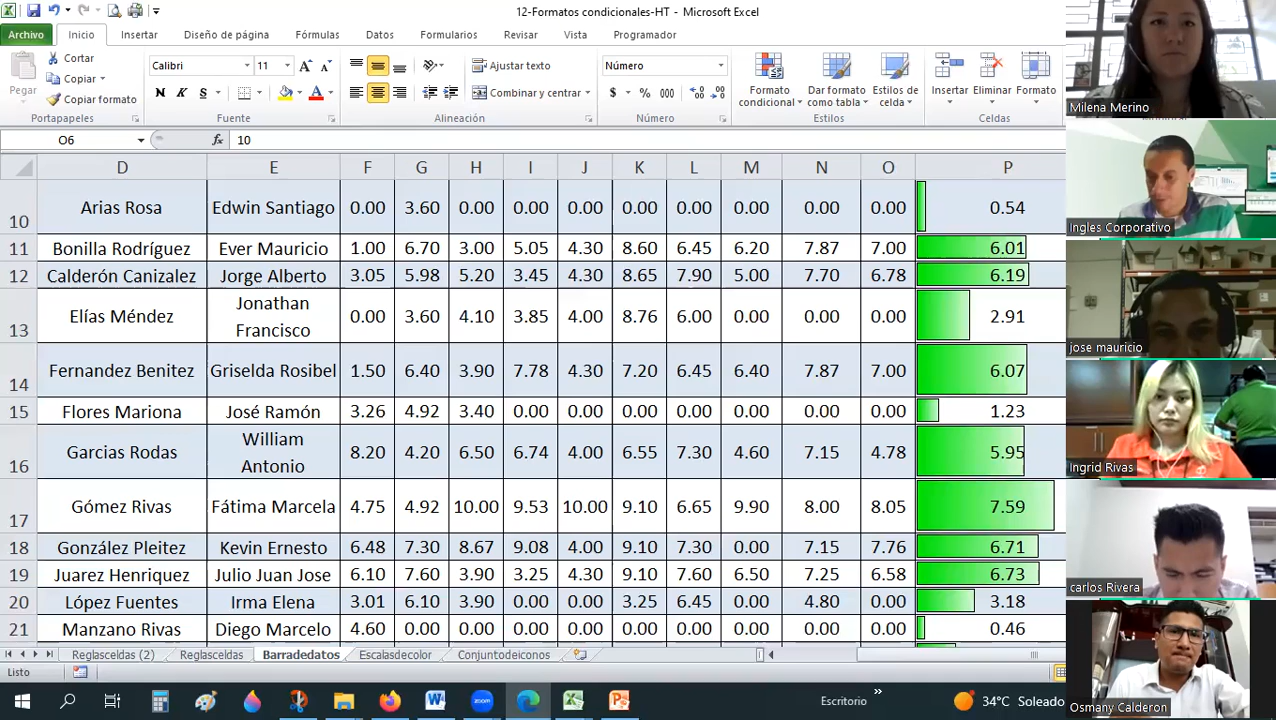 12-Formatos condicionales-HT - Microsoft Excel
Archivo Inicio Insertar Diseño de página Fórmulas Datos Formularios Revisar Vista Programador
Pegar
Cortar
Copiar
Copiar formato
Portapapeles
Calibri 11
N K S
Fuente
Ajustar texto
Combinar y centrar
Alineación
Número
$ % 000
Número
Formato condicional
Dar formato como tabla
Estilos de celda
Estilos
Insertar Eliminar Formato
Celdas
O6 fx 10
D E F G H I J K L M N O P
10 Arias Rosa Edwin Santiago 0.00 3.60 0.00 0.00 0.00 0.00 0.00 0.00 0.00 0.00 0.54
11 Bonilla Rodríguez Ever Mauricio 1.00 6.70 3.00 5.05 4.30 8.60 6.45 6.20 7.87 7.00 6.01
12 Calderón Canizalez Jorge Alberto 3.05 5.98 5.20 3.45 4.30 8.65 7.90 5.00 7.70 6.78 6.19
13 Elías Méndez Jonathan Francisco 0.00 3.60 4.10 3.85 4.00 8.76 6.00 0.00 0.00 0.00 2.91
14 Fernandez Benitez Griselda Rosibel 1.50 6.40 3.90 7.78 4.30 7.20 6.45 6.40 7.87 7.00 6.07
15 Flores Mariona José Ramón 3.26 4.92 3.40 0.00 0.00 0.00 0.00 0.00 0.00 0.00 1.23
16 Garcias Rodas William Antonio 8.20 4.20 6.50 6.74 4.00 6.55 7.30 4.60 7.15 4.78 5.95
17 Gómez Rivas Fátima Marcela 4.75 4.92 10.00 9.53 10.00 9.10 6.65 9.90 8.00 8.05 7.59
18 González Pleitez Kevin Ernesto 6.48 7.30 8.67 9.08 4.00 9.10 7.30 0.00 7.15 7.76 6.71
19 Juarez Henriquez Julio Juan Jose 6.10 7.60 3.90 3.25 4.30 9.10 7.60 6.50 7.25 6.58 6.73
20 López Fuentes Irma Elena 3.01 4.80 3.90 0.00 0.00 3.25 6.45 0.00 4.80 0.00 3.18
21 Manzano Rivas Diego Marcelo 4.60 0.00 0.00 0.00 0.00 0.00 0.00 0.00 0.00 0.00 0.46
Reglasceldas (2) Reglasceldas Barradedatos Escalasdecolor Conjuntodeiconos
Listo
Escritorio » 34°C Soleado
Milena Merino
Ingles Corporativo
jose mauricio
Ingrid Rivas
carlos Rivera
Osmany Calderon